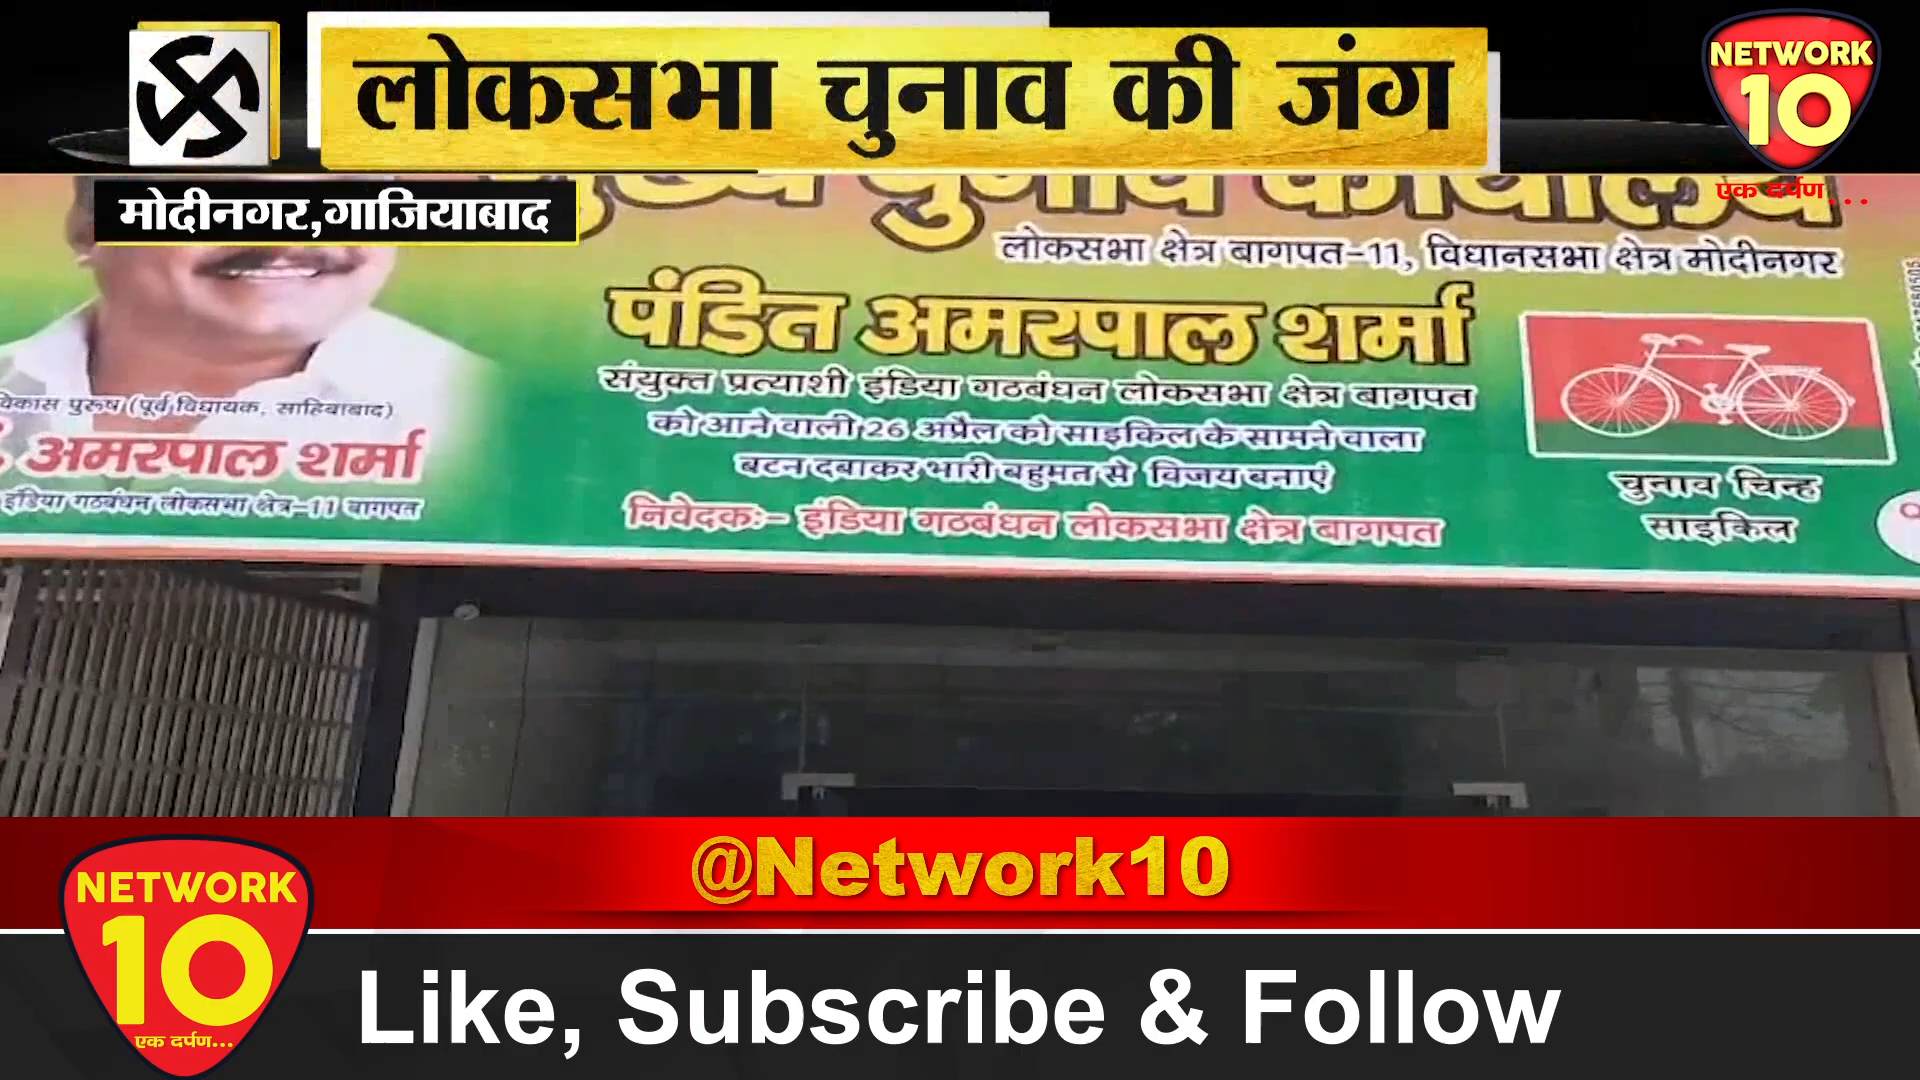 लोकसभा चुनाव की जंग
NETWORK
10
एक दर्पण...
मोदीनगर,गाजियाबाद
मुख्य चुनाव कार्यालय
लोकसभा क्षेत्र बागपत-11, विधानसभा क्षेत्र मोदीनगर
पंडित अमरपाल शर्मा
संयुक्त प्रत्याशी इंडिया गठबंधन लोकसभा क्षेत्र बागपत
को आने वाली 26 अप्रैल को साइकिल के सामने वाला
बटन दबाकर भारी बहुमत से विजय बनाएं
निवेदकः- इंडिया गठबंधन लोकसभा क्षेत्र बागपत
विकास पुरूष (पूर्व विधायक, साहिबाबाद)
अमरपाल शर्मा
इंडिया गठबंधन लोकसभा क्षेत्र-11 बागपत
चुनाव चिन्ह
साइकिल
@Network10
NETWORK
10
एक दर्पण...
Like, Subscribe & Follow